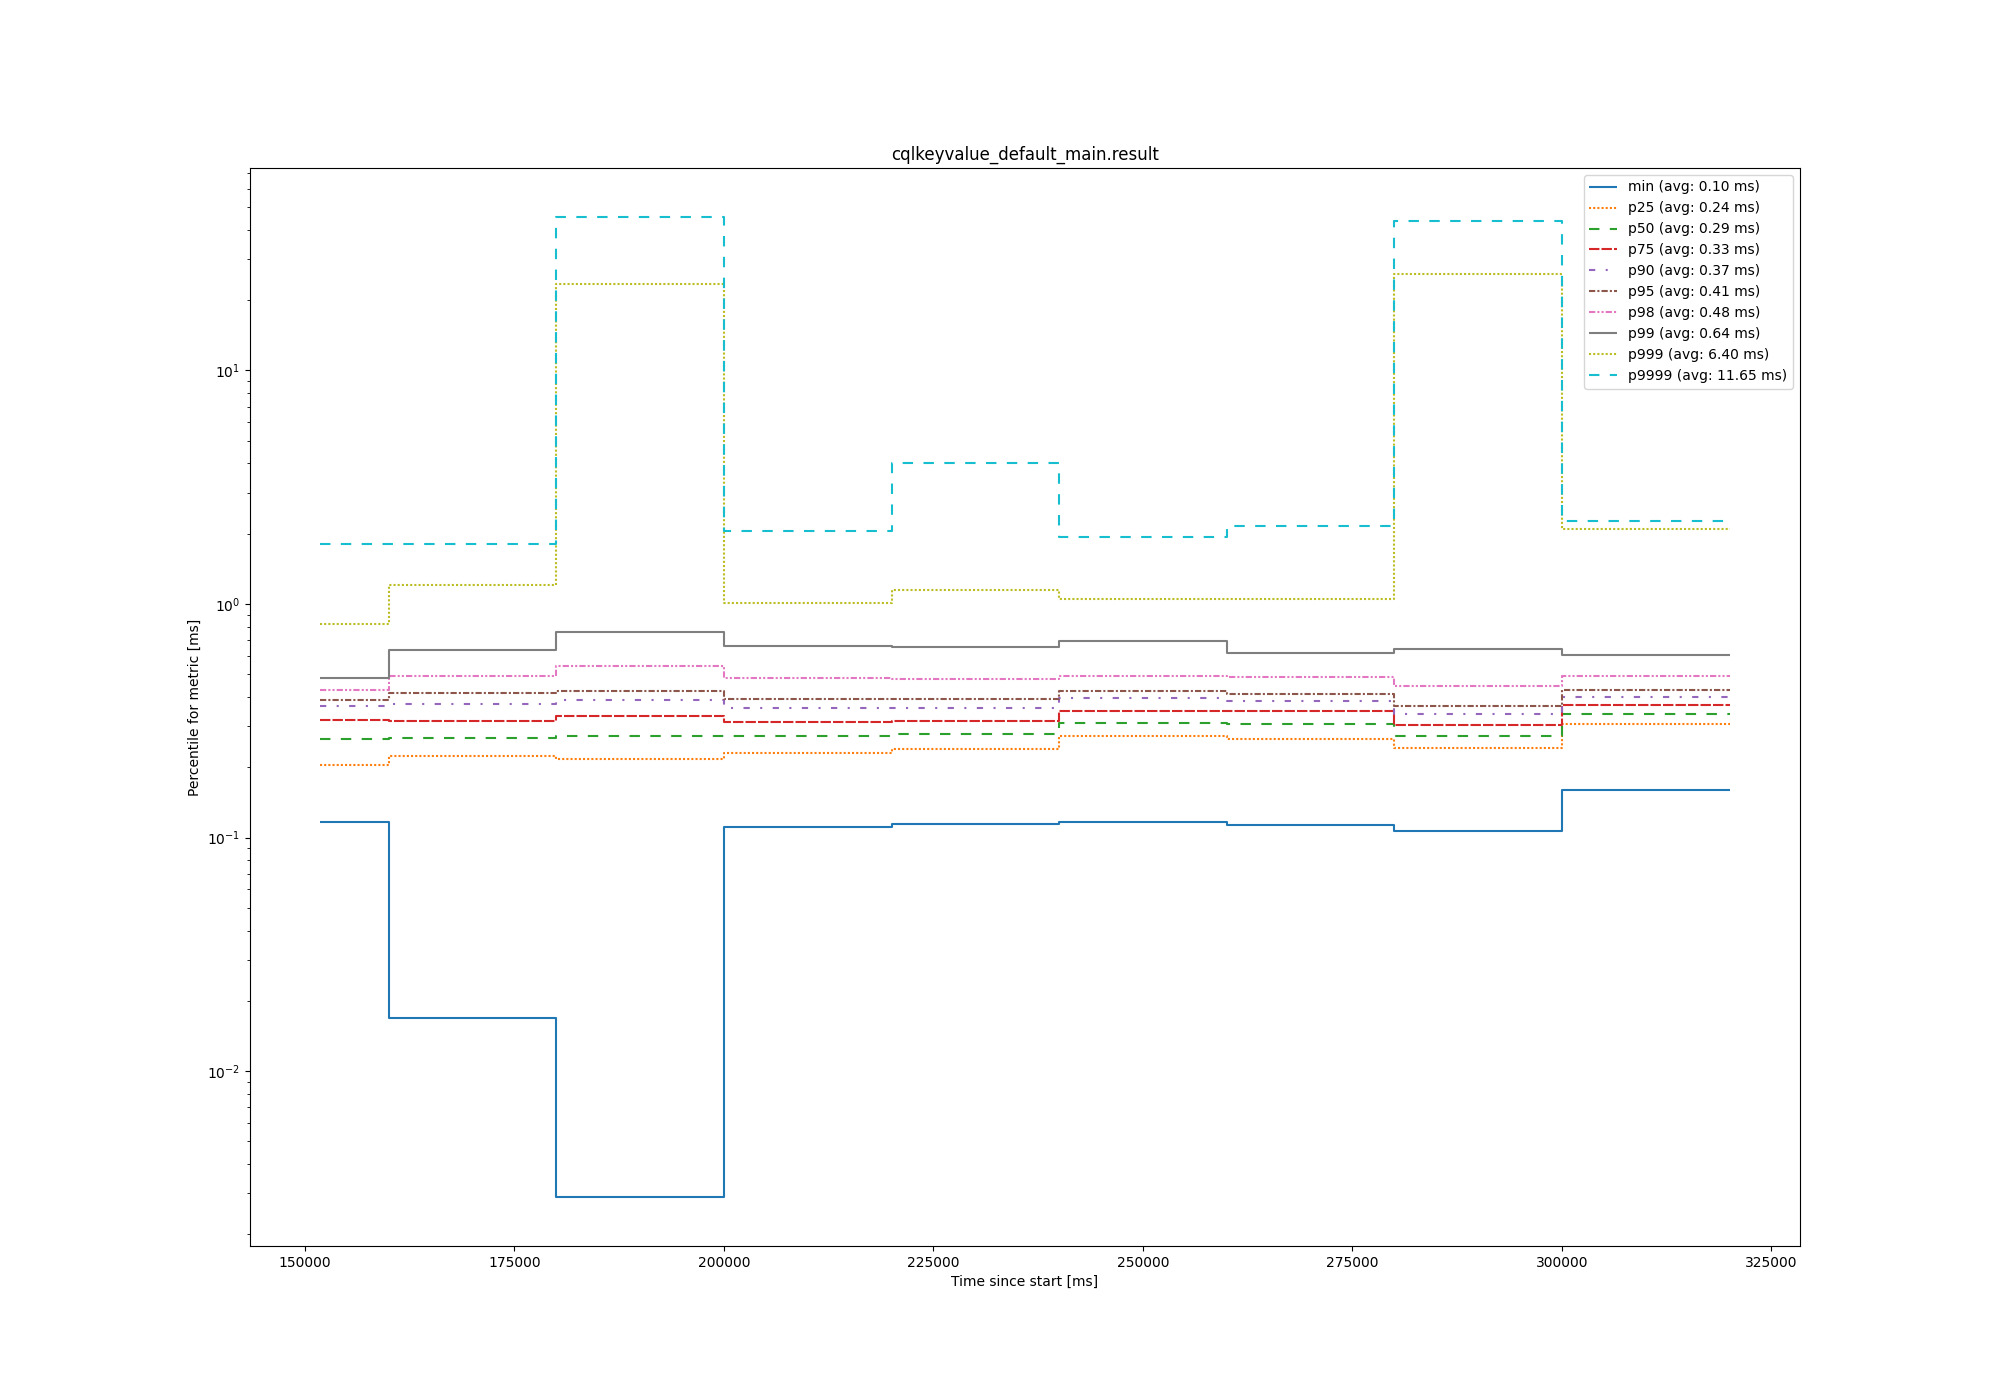 cqlkeyvalue_default_main.result
min (avg: 0.10 ms)
p25 (avg: 0.24 ms)
p50 (avg: 0.29 ms)
p75 (avg: 0.33 ms)
p90 (avg: 0.37 ms)
p95 (avg: 0.41 ms)
p98 (avg: 0.48 ms)
p99 (avg: 0.64 ms)
p999 (avg: 6.40 ms)
p9999 (avg: 11.65 ms)
Percentile for metric [ms]
10¹
10⁰
10⁻¹
10⁻²
150000 175000 200000 225000 250000 275000 300000 325000
Time since start [ms]